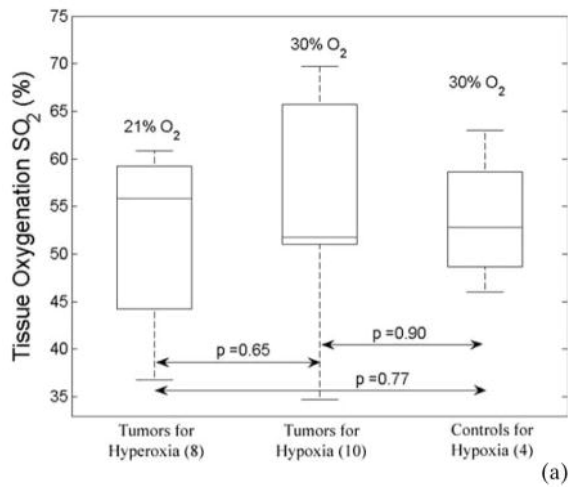 75
70
65
60
55
50
45
40
35
Tissue Oxygenation SO2 (%)
21% O2
30% O2
30% O2
p =0.65
p =0.90
p =0.77
Tumors for
Hyperoxia (8)
Tumors for
Hypoxia (10)
Controls for
Hypoxia (4)
(a)